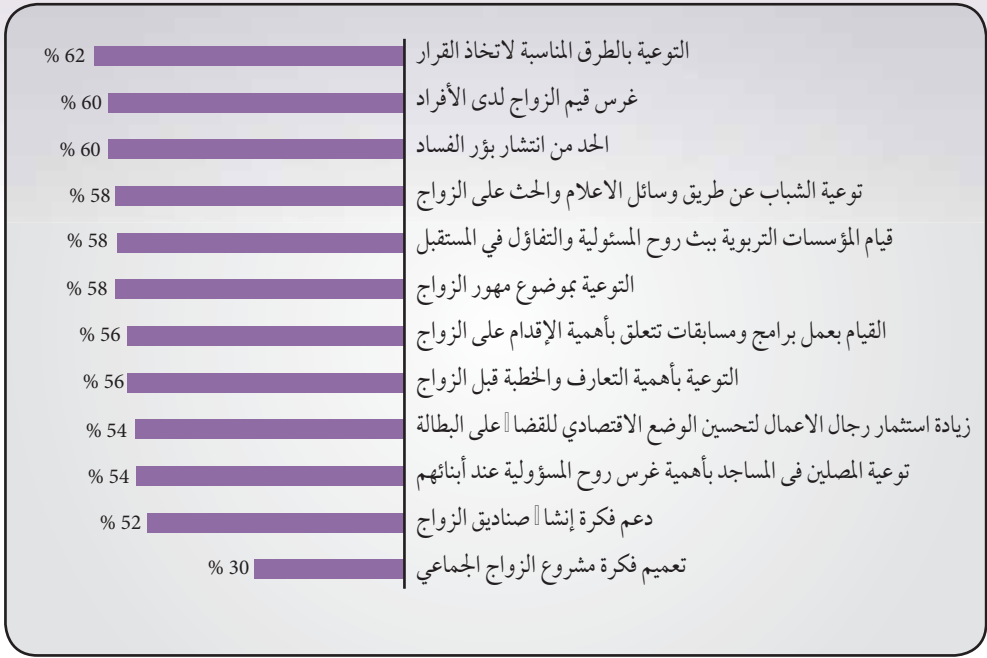 التوعية بالطرق المناسبة لاتخاذ القرار 62 %
غرس قيم الزواج لدى الأفراد 60 %
الحد من انتشار بؤر الفساد 60 %
توعية الشباب عن طريق وسائل الاعلام والحث على الزواج 58 %
قيام المؤسسات التربوية ببث روح المسئولية والتفاؤل في المستقبل 58 %
التوعية بموضوع مهور الزواج 58 %
القيام بعمل برامج ومسابقات تتعلق بأهمية الإقدام على الزواج 56 %
التوعية بأهمية التعارف والخطبة قبل الزواج 56 %
زيادة استثمار رجال الاعمال لتحسين الوضع الاقتصادي للقضا▯ على البطالة 54 %
توعية المصلين فى المساجد بأهمية غرس روح المسؤولية عند أبنائهم 54 %
دعم فكرة إنشا▯ صناديق الزواج 52 %
تعميم فكرة مشروع الزواج الجماعي 30 %